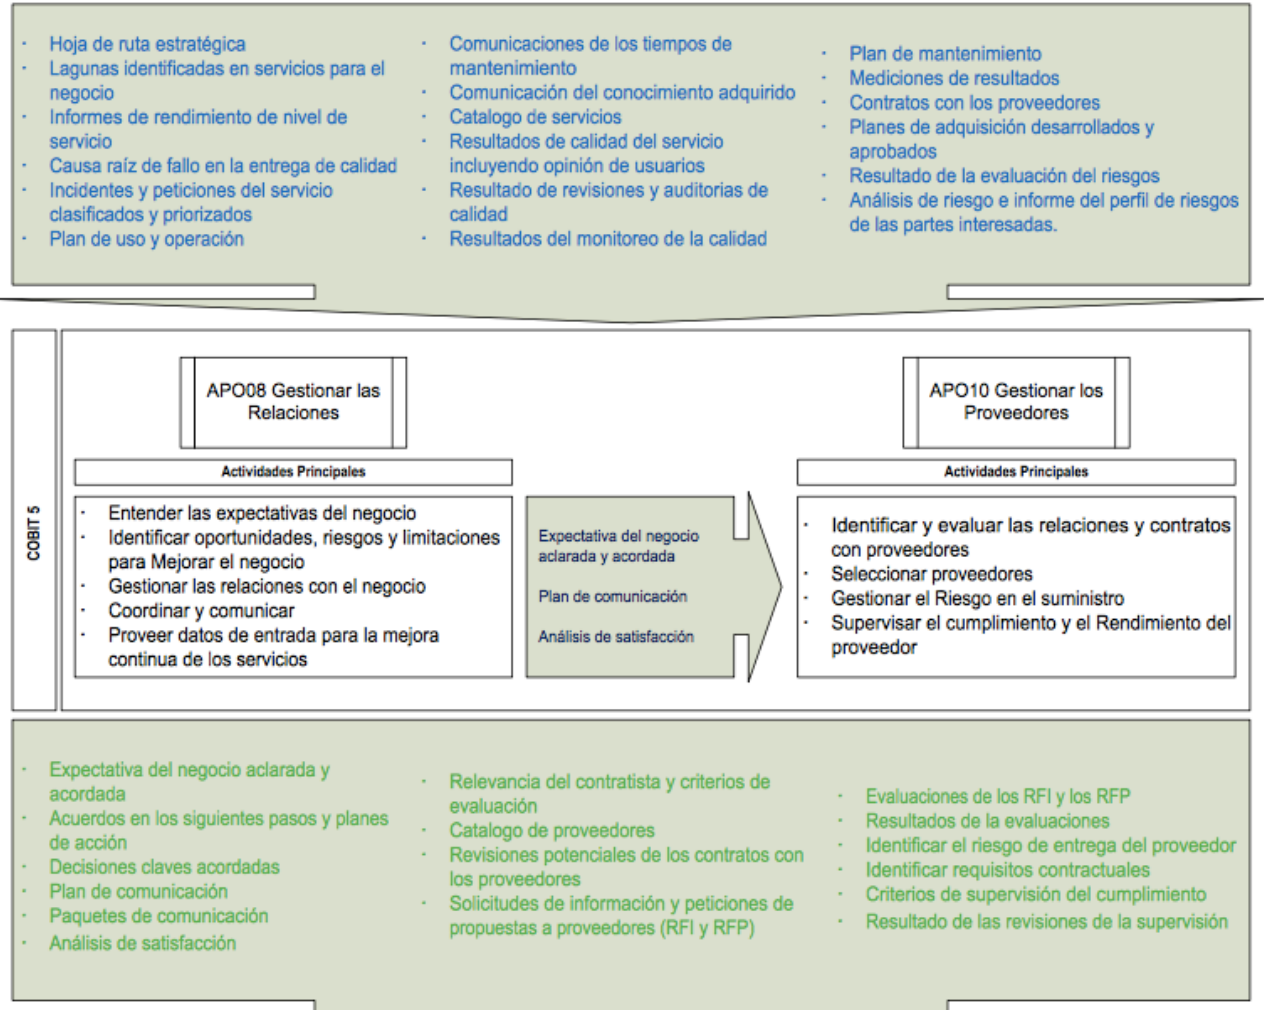 · Hoja de ruta estratégica
· Lagunas identificadas en servicios para el
negocio
· Informes de rendimiento de nivel de
servicio
· Causa raíz de fallo en la entrega de calidad
· Incidentes y peticiones del servicio
clasificados y priorizados
· Plan de uso y operación
· Comunicaciones de los tiempos de
mantenimiento
· Comunicación del conocimiento adquirido
· Catalogo de servicios
· Resultados de calidad del servicio
incluyendo opinión de usuarios
· Resultado de revisiones y auditorias de
calidad
· Resultados del monitoreo de la calidad
· Plan de mantenimiento
· Mediciones de resultados
· Contratos con los proveedores
· Planes de adquisición desarrollados y
aprobados
· Resultado de la evaluación del riesgos
· Análisis de riesgo e informe del perfil de riesgos
de las partes interesadas.
COBIT 5
APO08 Gestionar las
Relaciones
Actividades Principales
· Entender las expectativas del negocio
· Identificar oportunidades, riesgos y limitaciones
para Mejorar el negocio
· Gestionar las relaciones con el negocio
· Coordinar y comunicar
· Proveer datos de entrada para la mejora
continua de los servicios
Expectativa del negocio
aclarada y acordada
Plan de comunicación
Análisis de satisfacción
APO10 Gestionar los
Proveedores
Actividades Principales
· Identificar y evaluar las relaciones y contratos
con proveedores
· Seleccionar proveedores
· Gestionar el Riesgo en el suministro
· Supervisar el cumplimiento y el Rendimiento del
proveedor
· Expectativa del negocio aclarada y
acordada
· Acuerdos en los siguientes pasos y planes
de acción
· Decisiones claves acordadas
· Plan de comunicación
· Paquetes de comunicación
· Análisis de satisfacción
· Relevancia del contratista y criterios de
evaluación
· Catalogo de proveedores
· Revisiones potenciales de los contratos con
los proveedores
· Solicitudes de información y peticiones de
propuestas a proveedores (RFI y RFP)
· Evaluaciones de los RFI y los RFP
· Resultados de la evaluaciones
· Identificar el riesgo de entrega del proveedor
· Identificar requisitos contractuales
· Criterios de supervisión del cumplimiento
· Resultado de las revisiones de la supervisión